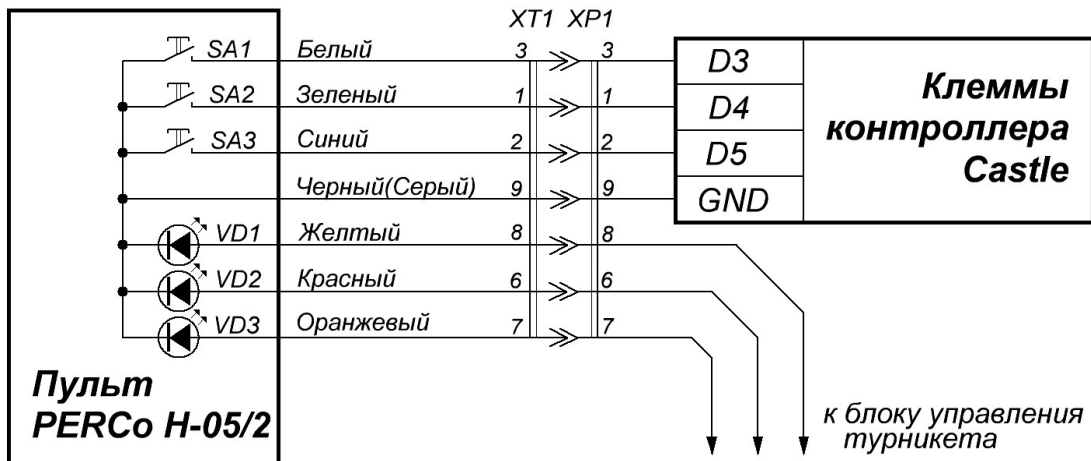 XT1 XP1
SA1 Белый 3 3 D3
SA2 Зеленый 1 1 D4
SA3 Синий 2 2 D5
Черный(Серый) 9 9 GND
VD1 Желтый 8 8
VD2 Красный 6 6
VD3 Оранжевый 7 7
Клеммы
контроллера
Castle
Пульт
PERCo H-05/2
к блоку управления
турникета